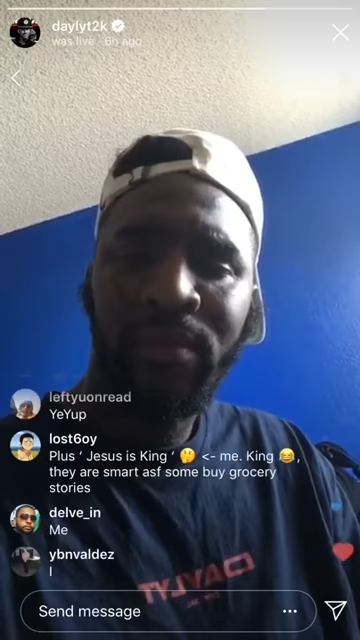 daylyt2k
was live · 6h ago
leftyuonread
YeYup
lost6oy
Plus ‘ Jesus is King ‘ 🤔 <- me. King 😂,
they are smart asf some buy grocery
stories
delve_in
Me
ybnvaldez
I
DAYLYT
Send message